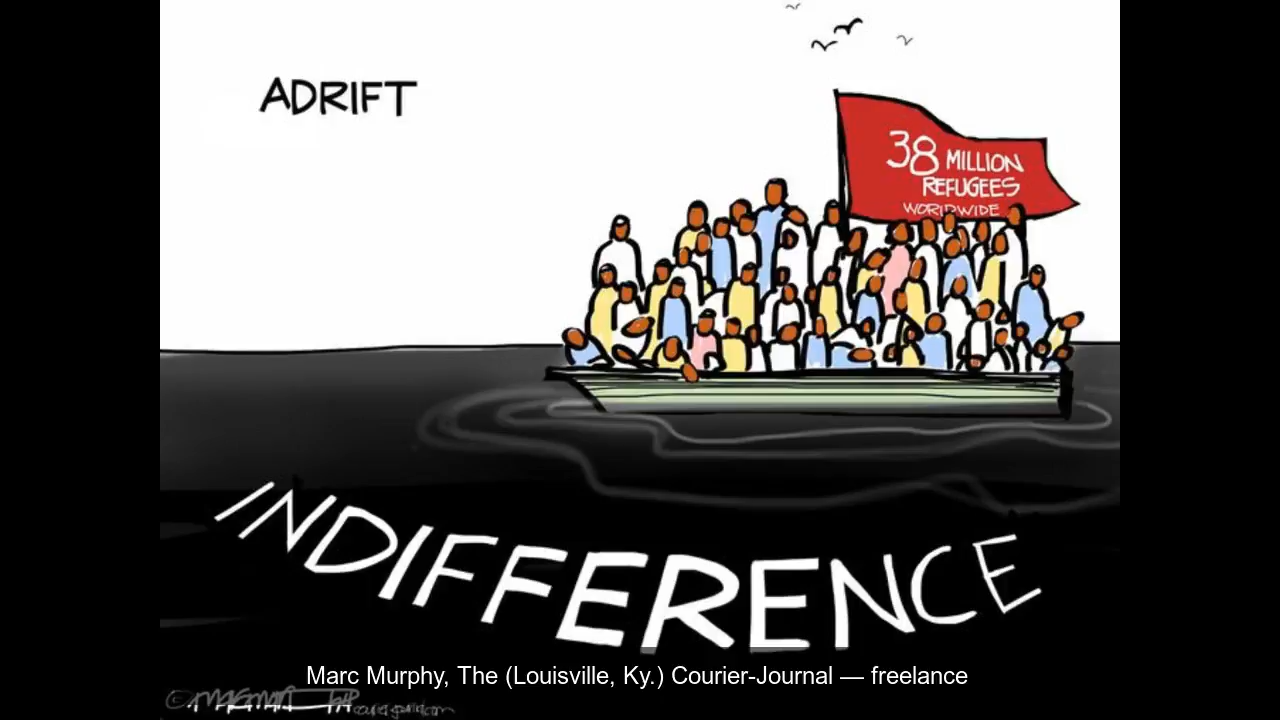 ADRIFT
38 MILLION
REFUGEES
WORLDWIDE
INDIFFERENCE
Marc Murphy, The (Louisville, Ky.) Courier-Journal — freelance